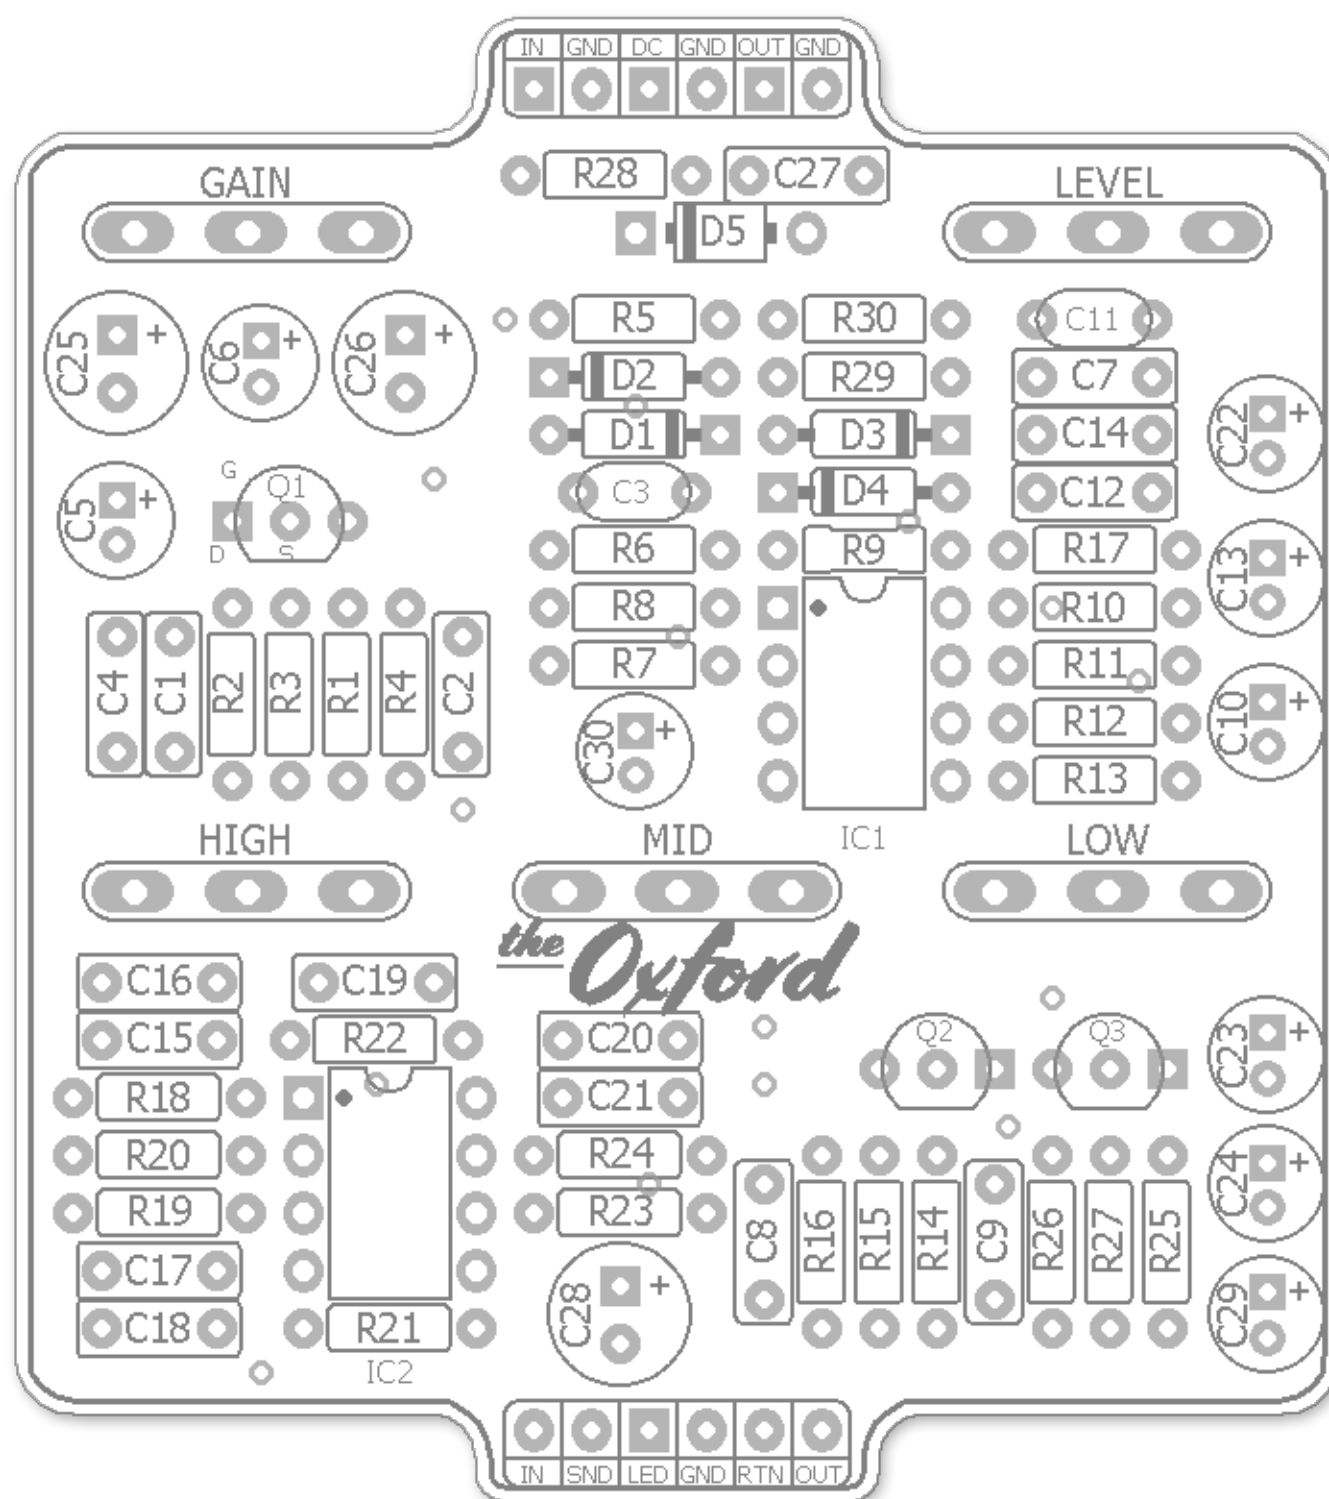 IN GND DC GND OUT GND
R28 C27
GAIN LEVEL
D5
R5 R30 C11
C25 + C6 + C26 + D2 R29 C7
D1 D3 C14 C22 +
G
Q1 C3 D4 C12
C5 +
D S R6 R9 R17 C13 +
R8 R10
C4 C1 R2 R3 R1 R4 C2 R7 R11
C30 + R12 C10 +
R13
HIGH MID IC1 LOW
the Oxford
C16 C19
C15 R22 C20 Q2 Q3 C23 +
R18 C21
R20 R24 C24 +
R19 R23
C8 R16 R15 R14 C9 R26 R27 R25
C17 C28 + C29 +
C18 R21
IC2
IN SND LED GND RTN OUT